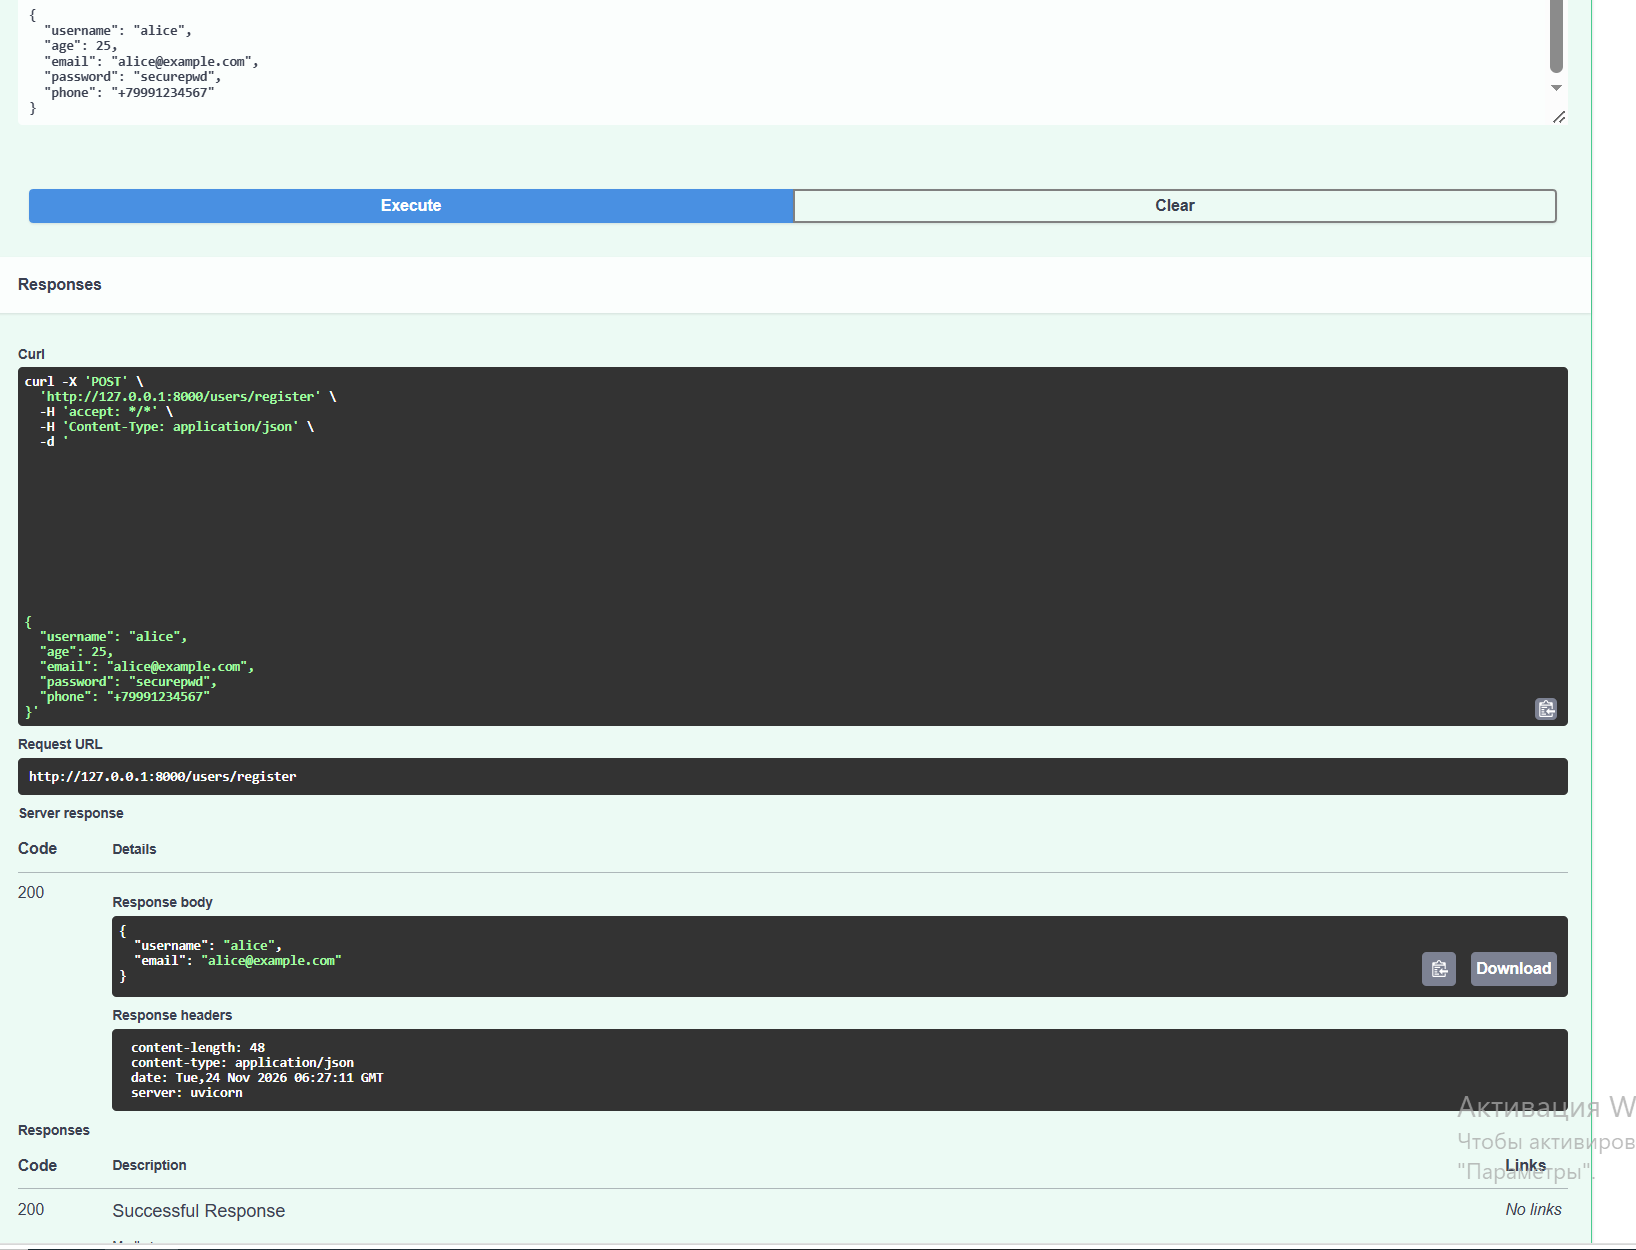 {
  "username": "alice",
  "age": 25,
  "email": "alice@example.com",
  "password": "securepwd",
  "phone": "+79991234567"
}
Execute
Clear
Responses
Curl
curl -X 'POST' \
  'http://127.0.0.1:8000/users/register' \
  -H 'accept: */*' \
  -H 'Content-Type: application/json' \
  -d '
{
  "username": "alice",
  "age": 25,
  "email": "alice@example.com",
  "password": "securepwd",
  "phone": "+79991234567"
}'
Request URL
http://127.0.0.1:8000/users/register
Server response
Code Details
200
Response body
{
  "username": "alice",
  "email": "alice@example.com"
}
Download
Response headers
content-length: 48
content-type: application/json
date: Tue,24 Nov 2026 06:27:11 GMT
server: uvicorn
Активация W
Responses
Чтобы активиров
Code Description Links
"Параметры".
200 Successful Response No links